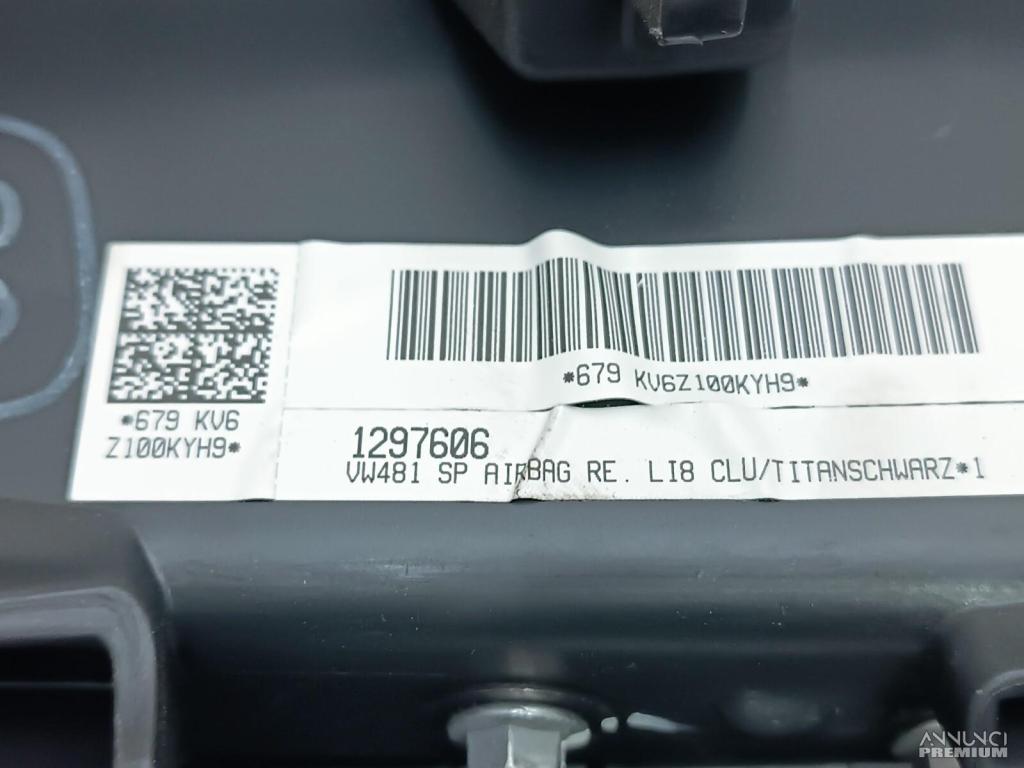 *679 KV6
Z100KYH9*
*679 KV6Z100KYH9*
1297606
VW481 SP AIRBAG RE. LI8 CLU/TITANSCHWARZ*1
ANNUNCI
PREMIUM